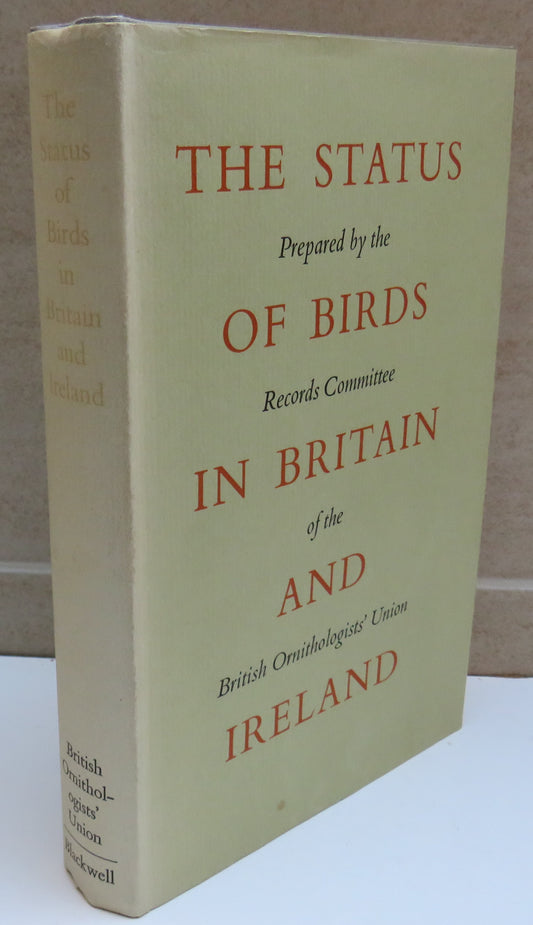 The
Status
of
Birds
in
Britain
and
Ireland
British
Ornithol-
ogists'
Union
Blackwell
THE STATUS
Prepared by the
OF BIRDS
Records Committee
IN BRITAIN
of the
AND
British Ornithologists' Union
IRELAND